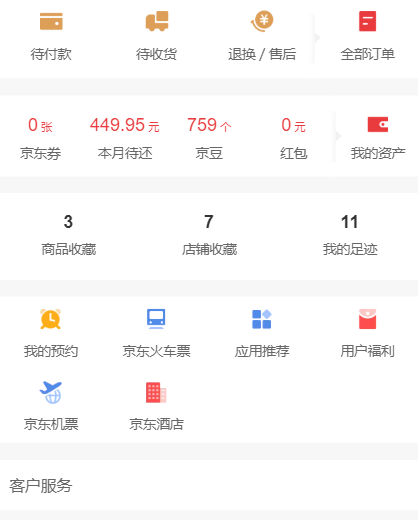 待付款 待收货 退换 / 售后 全部订单
0 张 449.95 元 759 个 0 元
京东券 本月待还 京豆 红包 我的资产
3 7 11
商品收藏 店铺收藏 我的足迹
我的预约 京东火车票 应用推荐 用户福利
京东机票 京东酒店
客户服务